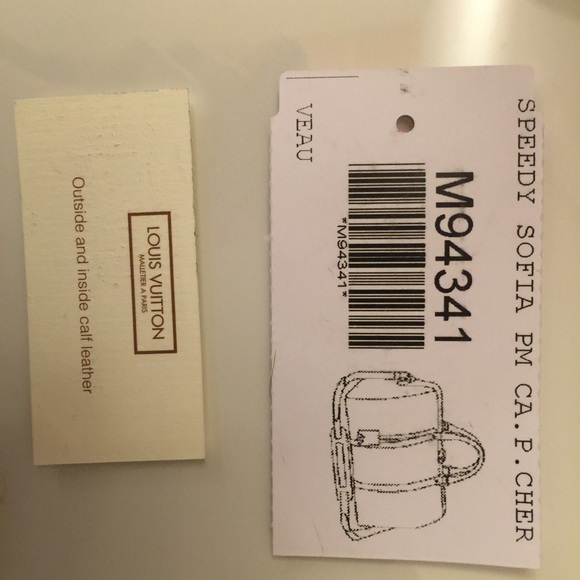 LOUIS VUITTON
MALLETIER A PARIS
Outside and inside calf leather
SPEEDY SOFIA PM CA.P.CHER
M94341
*M94341*
VEAU